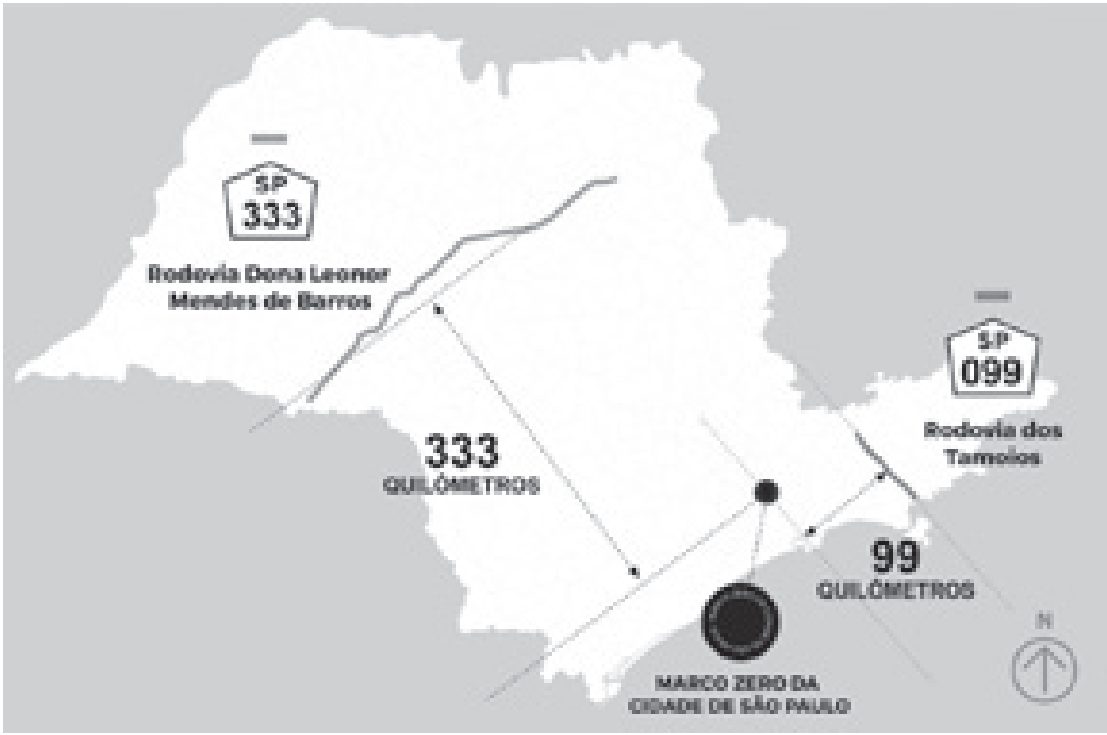 SP
333
Rodovia Dona Leonor
Mendes de Barros
SP
099
Rodovia dos
Tamoios
333
QUILÔMETROS
99
QUILÔMETROS
MARCO ZERO DA
CIDADE DE SÃO PAULO
N